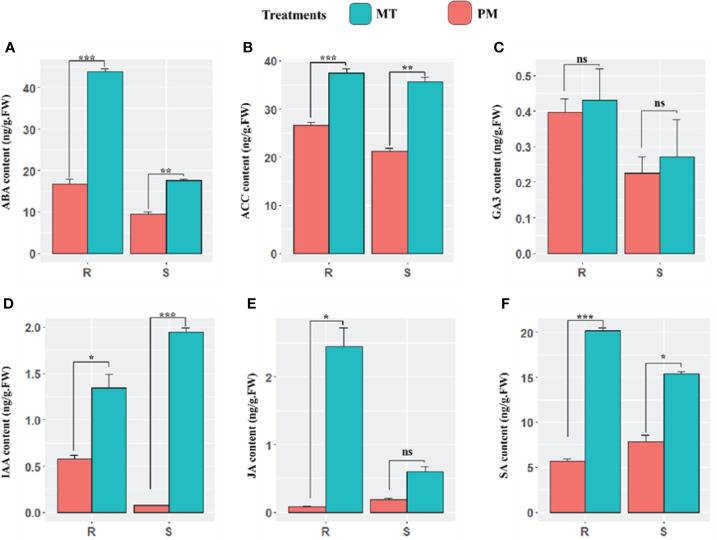 Treatments MT PM
A
ABA content (ng/g.FW)
40
30
20
10
0
***
**
R S
B
ACC content (ng/g.FW)
40
30
20
10
0
***
**
R S
C
GA3 content (ng/g.FW)
0.5
0.4
0.3
0.2
0.1
0.0
ns
ns
R S
D
IAA content (ng/g.FW)
2.0
1.5
1.0
0.5
0.0
*
***
R S
E
JA content (ng/g.FW)
2
1
0
*
ns
R S
F
SA content (ng/g.FW)
20
15
10
5
0
***
*
R S